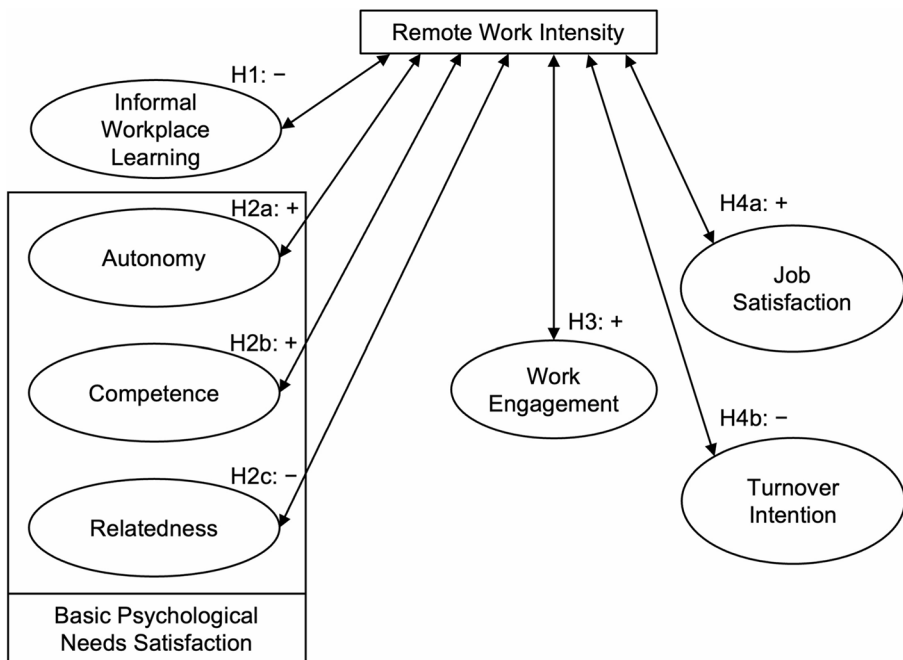 Remote Work Intensity
H1: −
Informal
Workplace
Learning
H2a: +
Autonomy
H2b: +
Competence
H2c: −
Relatedness
Basic Psychological
Needs Satisfaction
H3: +
Work
Engagement
H4a: +
Job
Satisfaction
H4b: −
Turnover
Intention